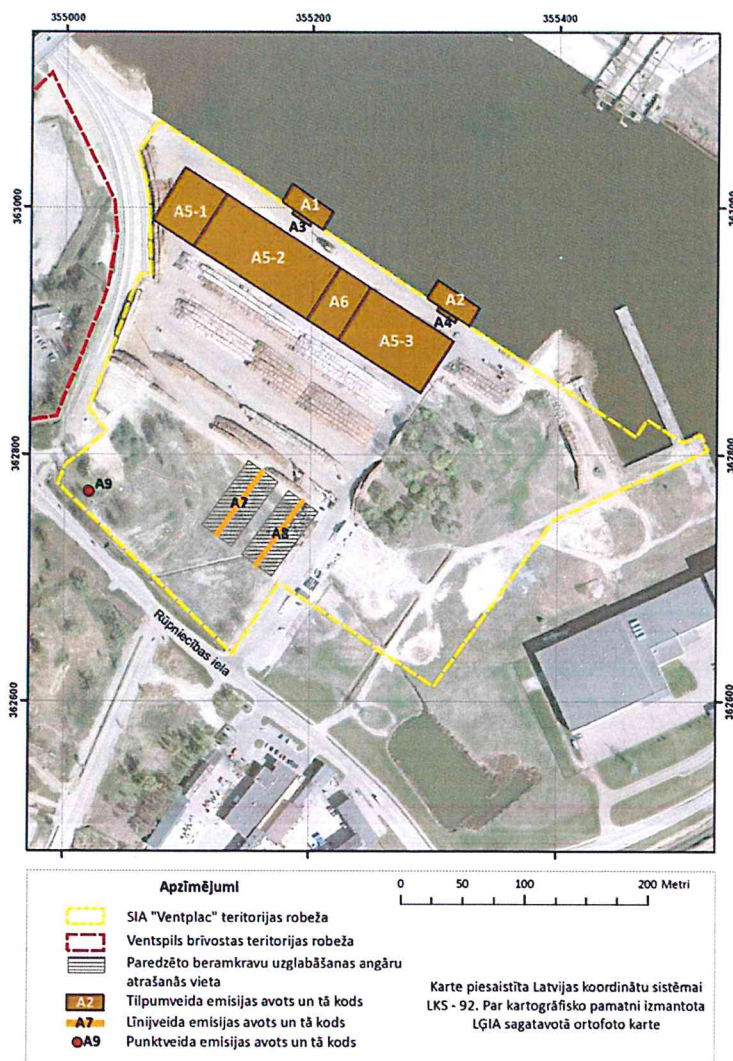 355000 355200 355400
363000
363000
A1
A5-1
A3
A5-2
A6
A2
A4
A5-3
362800
362800
A9
A7
A8
Rūpniecības iela
362600
362600
Apzīmējumi
0 50 100 200 Metri
SIA "Ventplac" teritorijas robeža
Ventspils brīvostas teritorijas robeža
Paredzēto beramkravu uzglabāšanas angāru
atrašanās vieta
A2 Tilpumveida emisijas avots un tā kods
A7 Līnijveida emisijas avots un tā kods
A9 Punktveida emisijas avots un tā kods
Karte piesaistīta Latvijas koordinātu sistēmai
LKS - 92. Par kartogrāfisko pamatni izmantota
LĢIA sagatavotā ortofoto karte